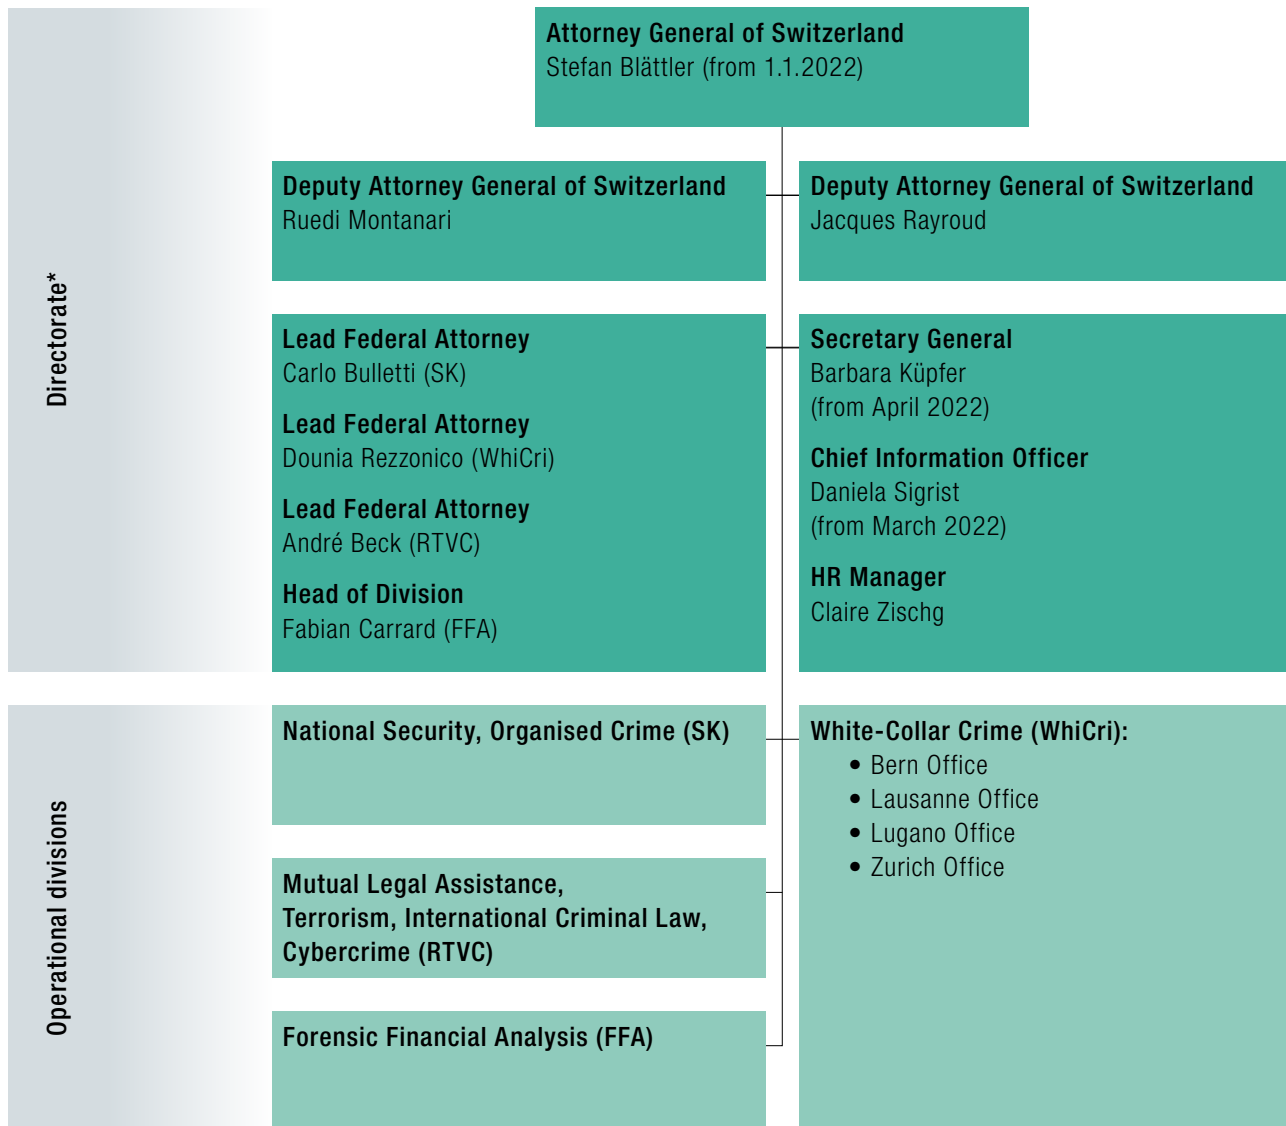 Attorney General of Switzerland
Stefan Blättler (from 1.1.2022)
Directorate*
Deputy Attorney General of Switzerland
Ruedi Montanari
Deputy Attorney General of Switzerland
Jacques Rayroud
Lead Federal Attorney
Carlo Bulletti (SK)
Lead Federal Attorney
Dounia Rezzonico (WhiCri)
Lead Federal Attorney
André Beck (RTVC)
Head of Division
Fabian Carrard (FFA)
Secretary General
Barbara Küpfer
(from April 2022)
Chief Information Officer
Daniela Sigrist
(from March 2022)
HR Manager
Claire Zischg
Operational divisions
National Security, Organised Crime (SK)
Mutual Legal Assistance,
Terrorism, International Criminal Law,
Cybercrime (RTVC)
Forensic Financial Analysis (FFA)
White-Collar Crime (WhiCri):
• Bern Office
• Lausanne Office
• Lugano Office
• Zurich Office